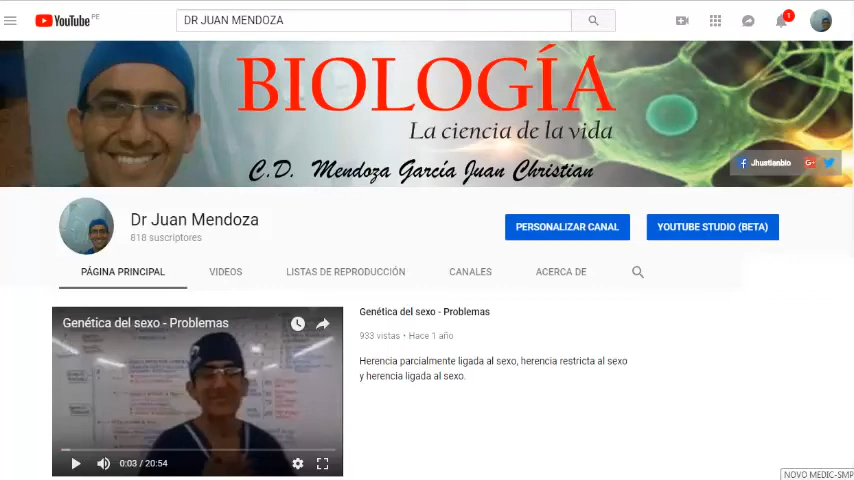 YouTube PE
DR JUAN MENDOZA
1
BIOLOGÍA
La ciencia de la vida
C.D. Mendoza García Juan Christian
Jhustianbio
G+
Dr Juan Mendoza
818 suscriptores
PERSONALIZAR CANAL
YOUTUBE STUDIO (BETA)
PÁGINA PRINCIPAL
VIDEOS
LISTAS DE REPRODUCCIÓN
CANALES
ACERCA DE
Genética del sexo - Problemas
0:03 / 20:54
Genética del sexo - Problemas
933 vistas • Hace 1 año
Herencia parcialmente ligada al sexo, herencia restricta al sexo
y herencia ligada al sexo.
NOVO MEDIC-SMP